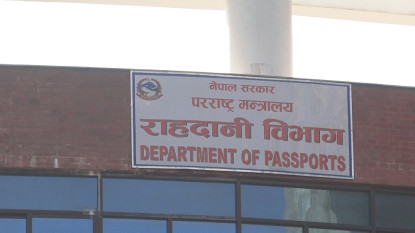 नेपाल सरकार
परराष्ट्र मन्त्रालय
राहदानी विभाग
DEPARTMENT OF PASSPORTS